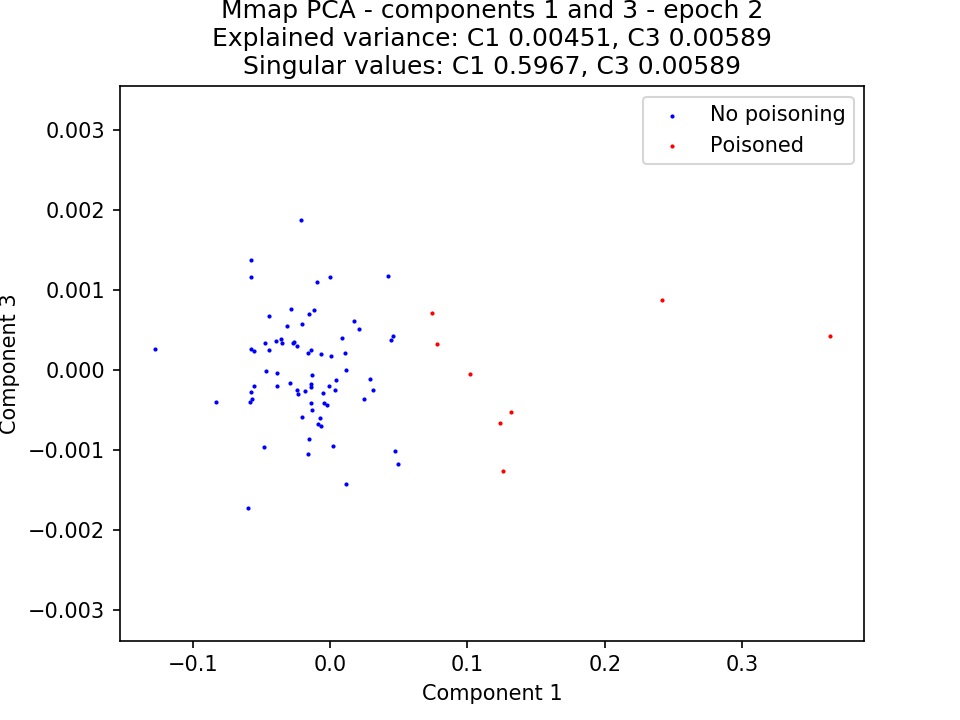 Mmap PCA - components 1 and 3 - epoch 2
Explained variance: C1 0.00451, C3 0.00589
Singular values: C1 0.5967, C3 0.00589
No poisoning
Poisoned
0.003
0.002
0.001
0.000
−0.001
−0.002
−0.003
Component 3
−0.1
0.0
0.1
0.2
0.3
Component 1